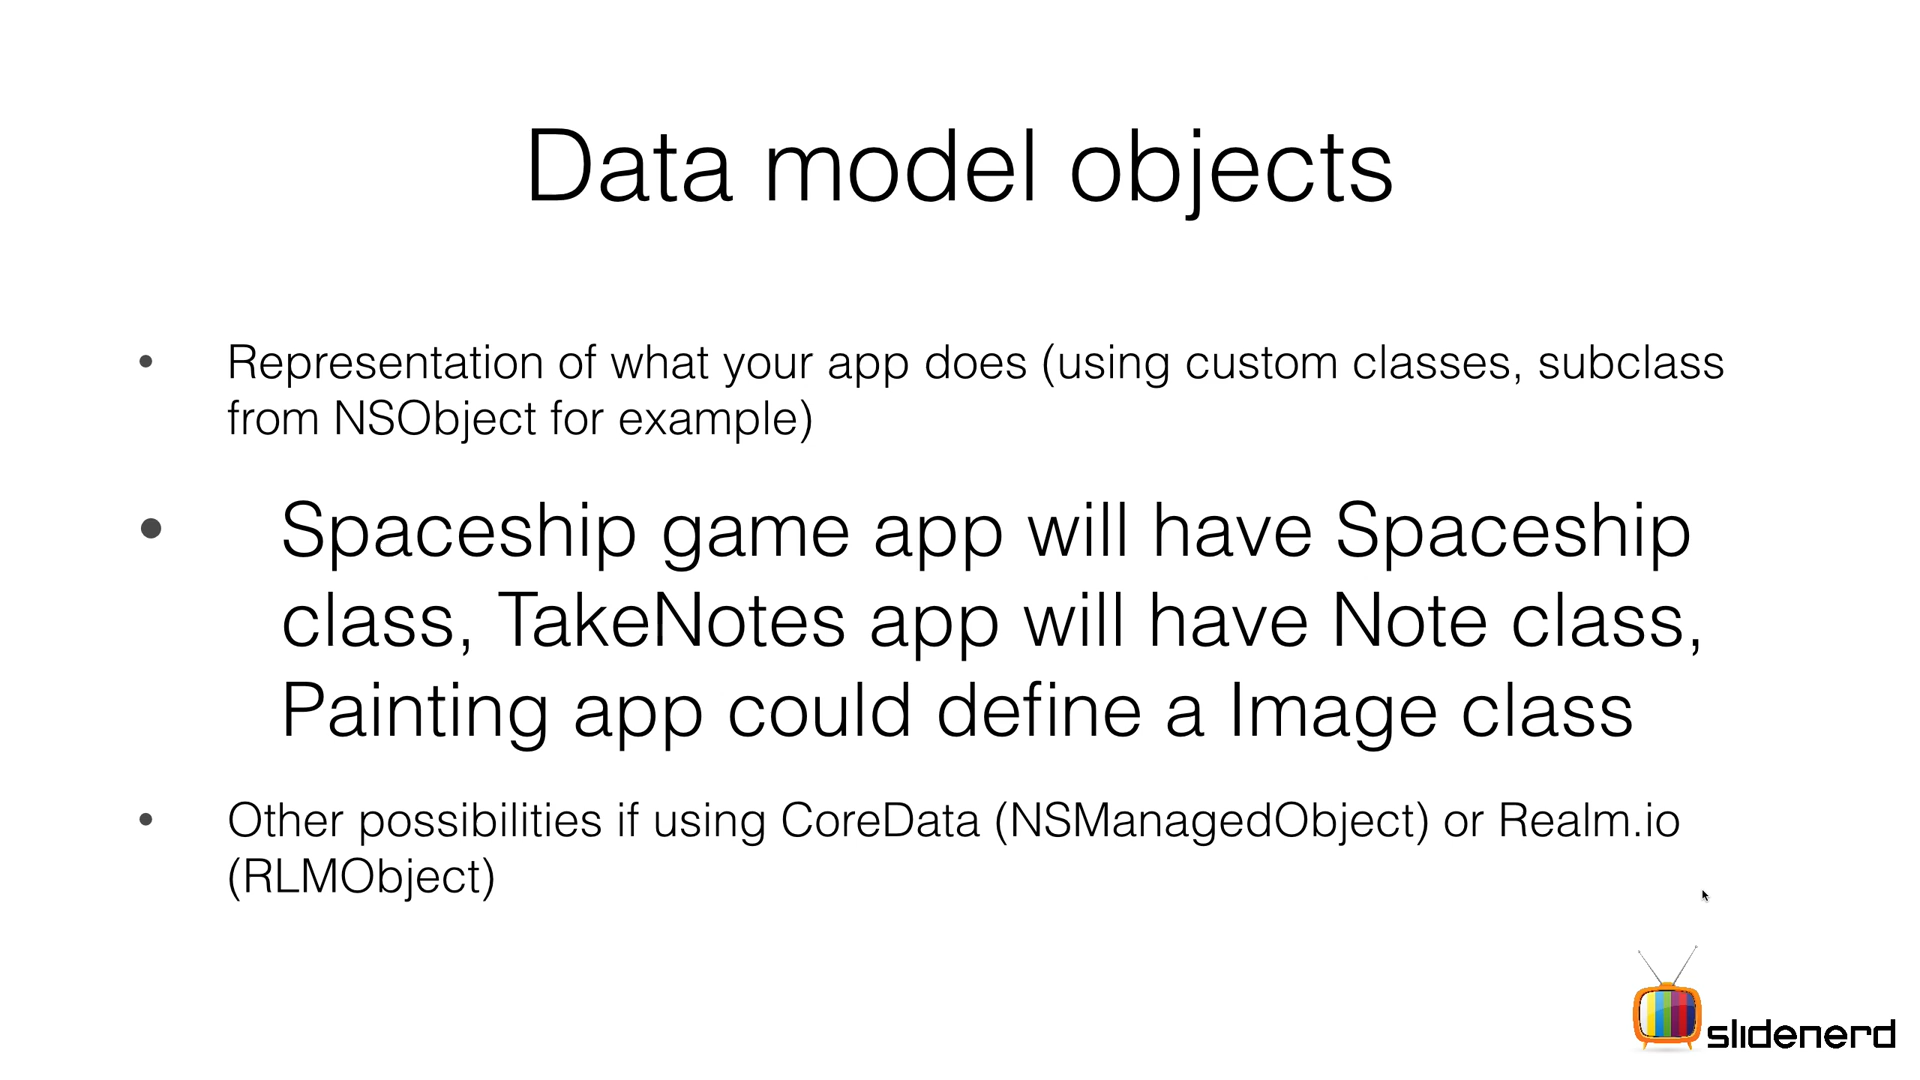 Data model objects
• Representation of what your app does (using custom classes, subclass
from NSObject for example)
• Spaceship game app will have Spaceship
class, TakeNotes app will have Note class,
Painting app could define a Image class
• Other possibilities if using CoreData (NSManagedObject) or Realm.io
(RLMObject)
slidenerd